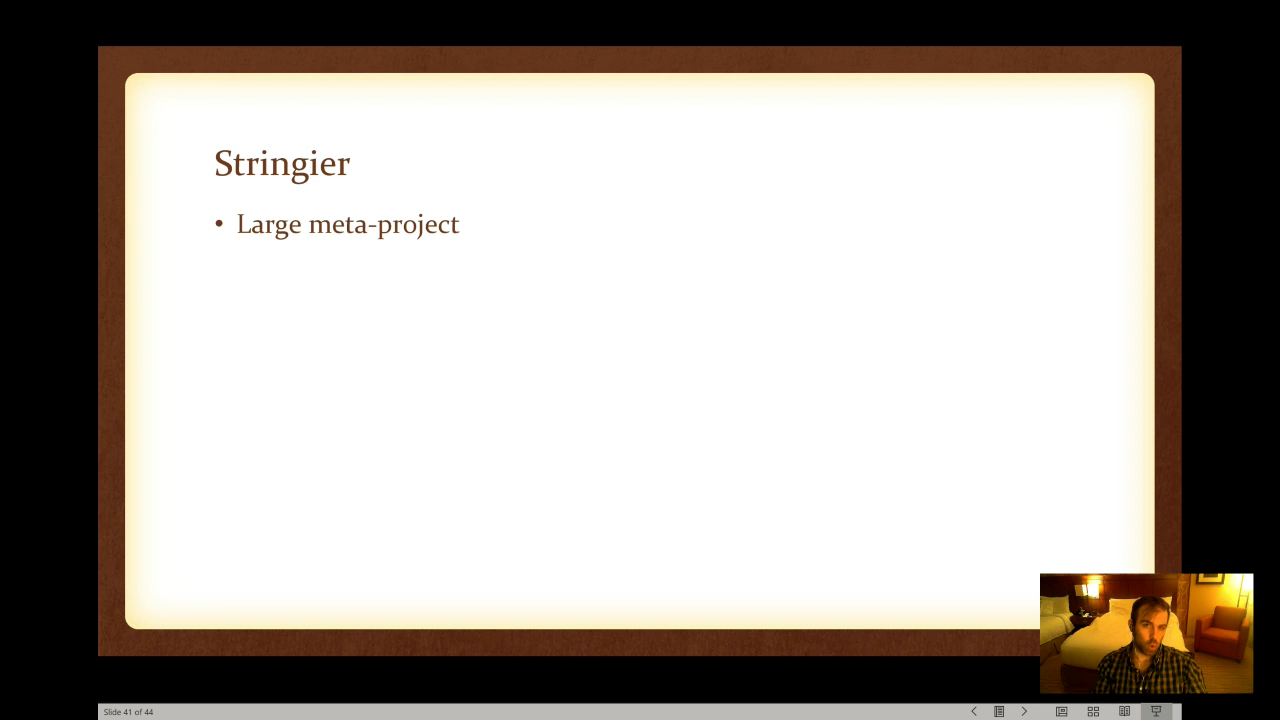 Stringier
• Large meta-project
Slide 41 of 44